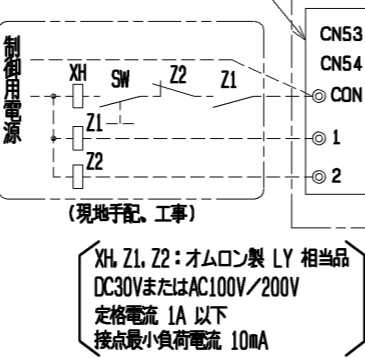 制御用電源
XH SW Z2 Z1
Z1
Z2
CN53
CN54
CON
1
2
(現地手配、工事)
XH, Z1, Z2:オムロン製 LY 相当品
DC30VまたはAC100V/200V
定格電流 1A 以下
接点最小負荷電流 10mA